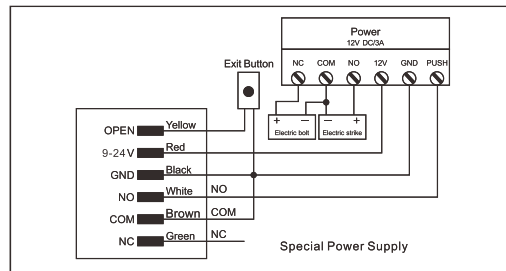 Power
12V DC/3A
NC COM NO 12V GND PUSH
Exit Button
+ − − +
Electric bolt Electric strike
OPEN Yellow
9-24V Red
GND Black
NO White NO
COM Brown COM
NC Green NC
Special Power Supply